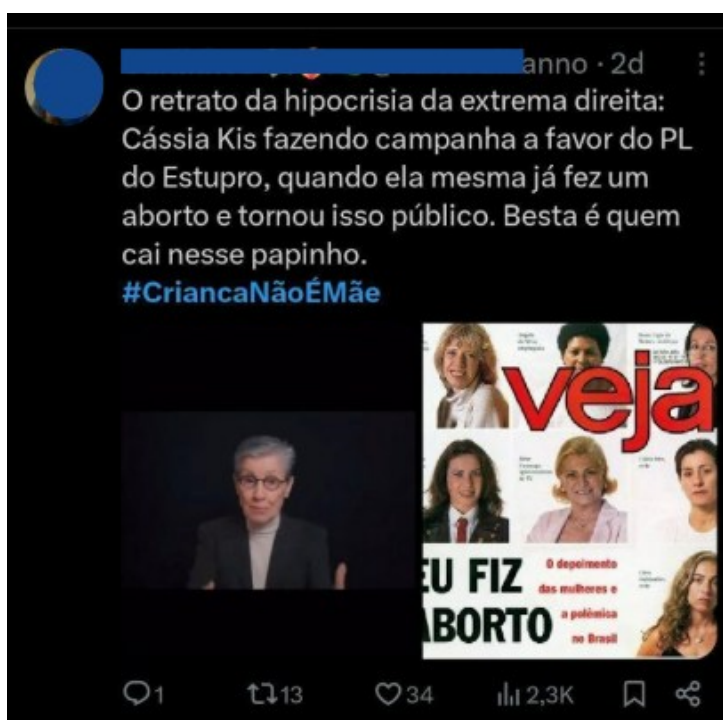 anno · 2d
O retrato da hipocrisia da extrema direita:
Cássia Kis fazendo campanha a favor do PL
do Estupro, quando ela mesma já fez um
aborto e tornou isso público. Besta é quem
cai nesse papinho.
#CriancaNãoÉMãe
veja
EU FIZ
ABORTO
O depoimento
das mulheres e
a polêmica
no Brasil
1
13
34
2,3K